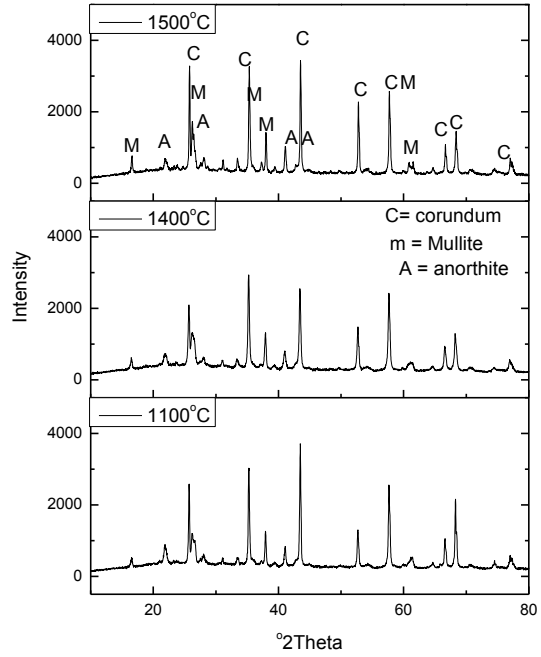 1500°C
4000
2000
0
C
C
C
M
A
M
A
M
M
A
A
C
C M
M
C
C
C
1400°C
4000
2000
0
C= corundum
m = Mullite
A = anorthite
1100°C
4000
2000
0
20 40 60 80
°2Theta
Intensity